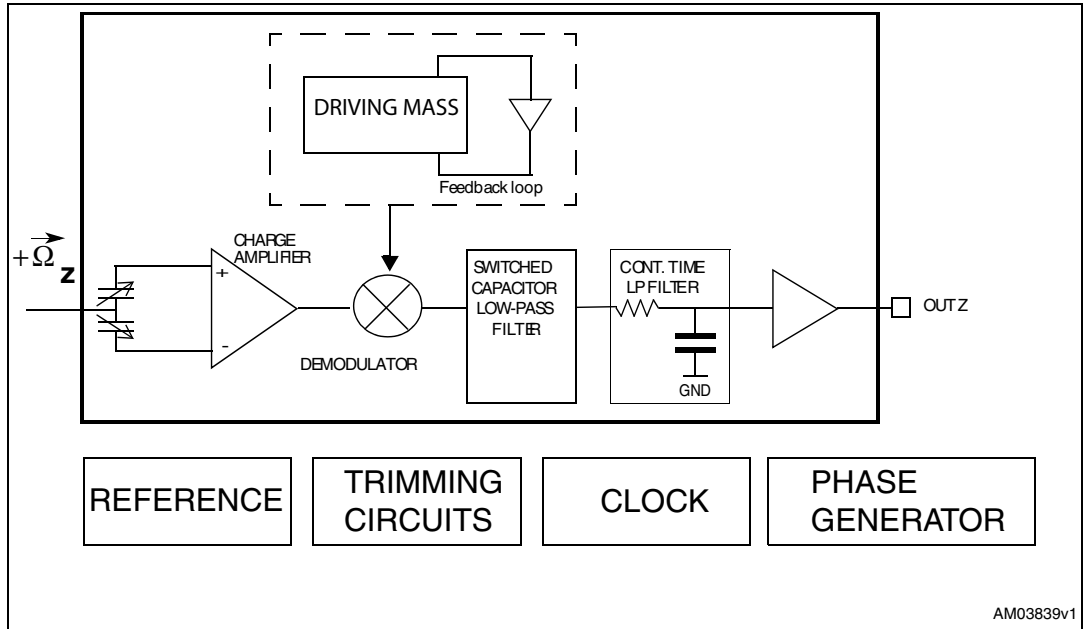 DRIVING MASS
Feedback loop
+Ω
z
CHARGE
AMPLIFIER
+
-
DEMODULATOR
SWITCHED
CAPACITOR
LOW-PASS
FILTER
CONT. TIME
LP FILTER
GND
OUTZ
REFERENCE
TRIMMING
CIRCUITS
CLOCK
PHASE
GENERATOR
AM03839v1